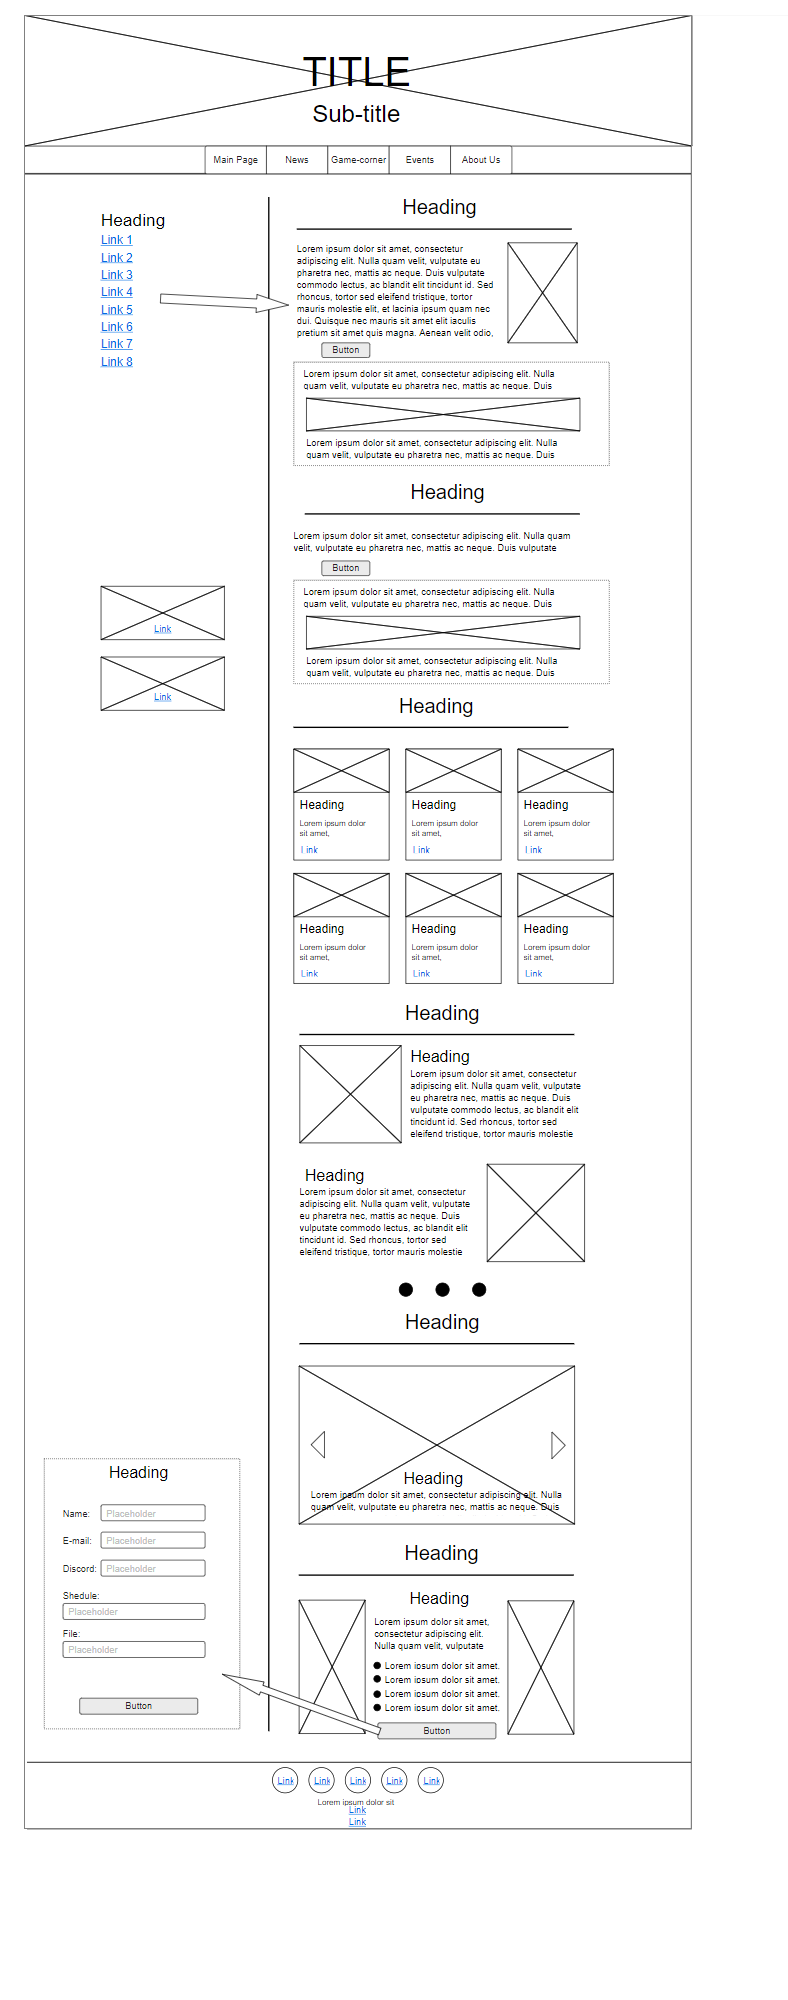 TITLE
Sub-title
Main Page
News
Game-corner
Events
About Us
Heading
Link 1
Link 2
Link 3
Link 4
Link 5
Link 6
Link 7
Link 8
Link
Link
Heading
Name:
Placeholder
E-mail:
Placeholder
Discord:
Placeholder
Shedule:
Placeholder
File:
Placeholder
Button
Heading
Lorem ipsum dolor sit amet, consectetur
adipiscing elit. Nulla quam velit, vulputate eu
pharetra nec, mattis ac neque. Duis vulputate
commodo lectus, ac blandit elit tincidunt id. Sed
rhoncus, tortor sed eleifend tristique, tortor
mauris molestie elit, et lacinia ipsum quam nec
dui. Quisque nec mauris sit amet elit iaculis
pretium sit amet quis magna. Aenean velit odio,
Button
Lorem ipsum dolor sit amet, consectetur adipiscing elit. Nulla
quam velit, vulputate eu pharetra nec, mattis ac neque. Duis
Lorem ipsum dolor sit amet, consectetur adipiscing elit. Nulla
quam velit, vulputate eu pharetra nec, mattis ac neque. Duis
Heading
Lorem ipsum dolor sit amet, consectetur adipiscing elit. Nulla quam
velit, vulputate eu pharetra nec, mattis ac neque. Duis vulputate
Button
Lorem ipsum dolor sit amet, consectetur adipiscing elit. Nulla
quam velit, vulputate eu pharetra nec, mattis ac neque. Duis
Lorem ipsum dolor sit amet, consectetur adipiscing elit. Nulla
quam velit, vulputate eu pharetra nec, mattis ac neque. Duis
Heading
Heading
Lorem ipsum dolor
sit amet,
Link
Heading
Lorem ipsum dolor
sit amet,
Link
Heading
Lorem ipsum dolor
sit amet,
Link
Heading
Lorem ipsum dolor
sit amet,
Link
Heading
Lorem ipsum dolor
sit amet,
Link
Heading
Lorem ipsum dolor
sit amet,
Link
Heading
Heading
Lorem ipsum dolor sit amet, consectetur
adipiscing elit. Nulla quam velit, vulputate
eu pharetra nec, mattis ac neque. Duis
vulputate commodo lectus, ac blandit elit
tincidunt id. Sed rhoncus, tortor sed
eleifend tristique, tortor mauris molestie
Heading
Lorem ipsum dolor sit amet, consectetur
adipiscing elit. Nulla quam velit, vulputate
eu pharetra nec, mattis ac neque. Duis
vulputate commodo lectus, ac blandit elit
tincidunt id. Sed rhoncus, tortor sed
eleifend tristique, tortor mauris molestie
Heading
Heading
Lorem ipsum dolor sit amet, consectetur adipiscing elit. Nulla
quam velit, vulputate eu pharetra nec, mattis ac neque. Duis
Heading
Heading
Lorem ipsum dolor sit amet,
consectetur adipiscing elit.
Nulla quam velit, vulputate
Lorem ipsum dolor sit amet.
Lorem ipsum dolor sit amet.
Lorem ipsum dolor sit amet.
Lorem ipsum dolor sit amet.
Button
Link
Link
Link
Link
Link
Lorem ipsum dolor sit
Link
Link